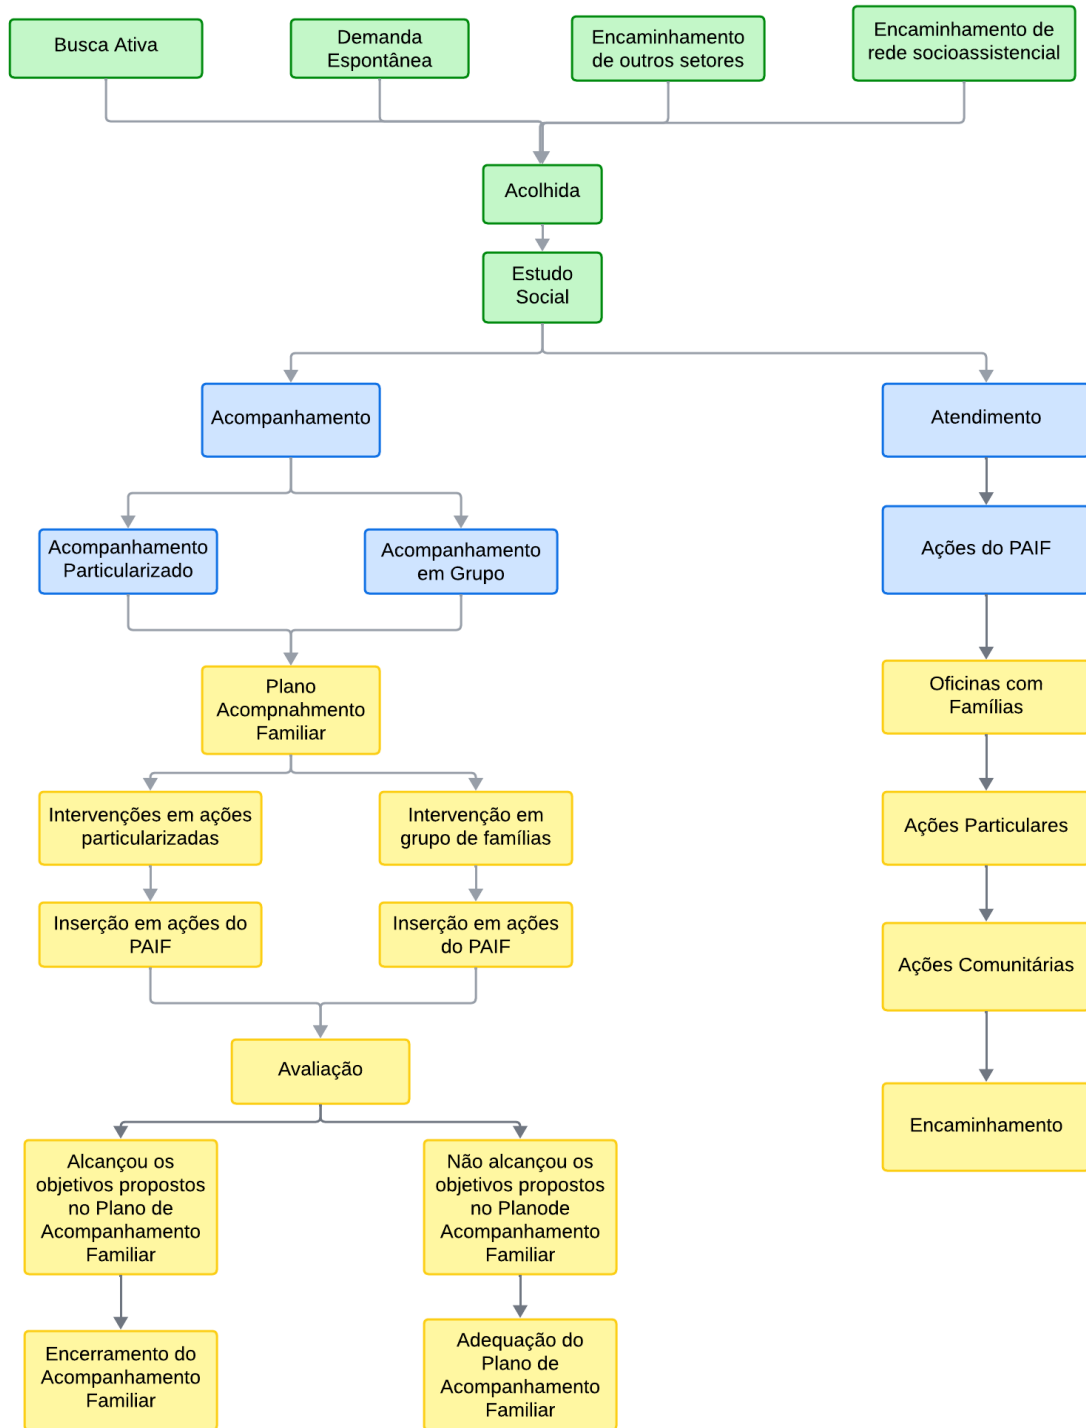 Busca Ativa
Demanda
Espontânea
Encaminhamento
de outros setores
Encaminhamento de
rede socioassistencial
Acolhida
Estudo
Social
Acompanhamento
Atendimento
Acompanhamento
Particularizado
Acompanhamento
em Grupo
Ações do PAIF
Plano
Acompnahmento
Familiar
Oficinas com
Famílias
Intervenções em ações
particularizadas
Intervenção em
grupo de famílias
Ações Particulares
Inserção em ações do
PAIF
Inserção em ações
do PAIF
Ações Comunitárias
Avaliação
Encaminhamento
Alcançou os
objetivos propostos
no Plano de
Acompanhamento
Familiar
Não alcançou os
objetivos propostos
no Planode
Acompanhamento
Familiar
Encerramento do
Acompanhamento
Familiar
Adequação do
Plano de
Acompanhamento
Familiar